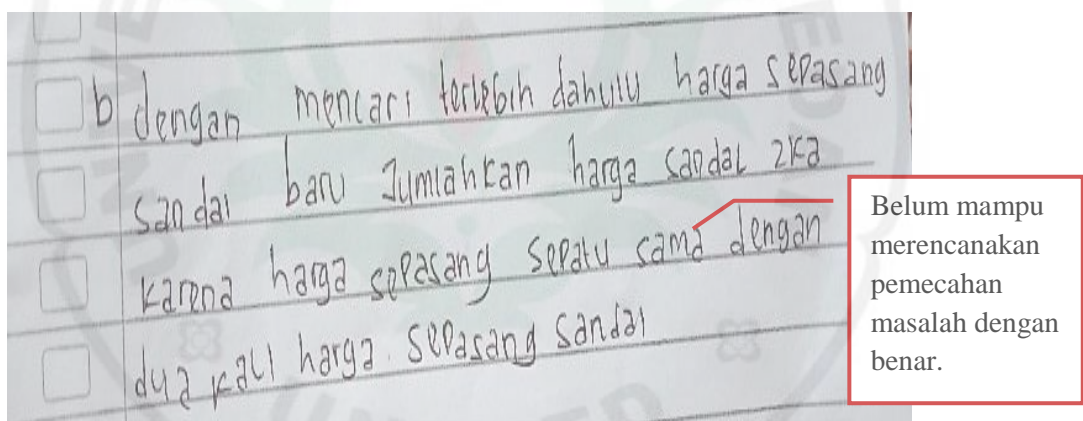 b dengan mencari terlebih dahulu harga sepasang
sandal baru Jumlahkan harga sandal 2Ka
Karena harga sepasang sepatu sama dengan
dua kali harga sepasang sandal
Belum mampu
merencanakan
pemecahan
masalah dengan
benar.